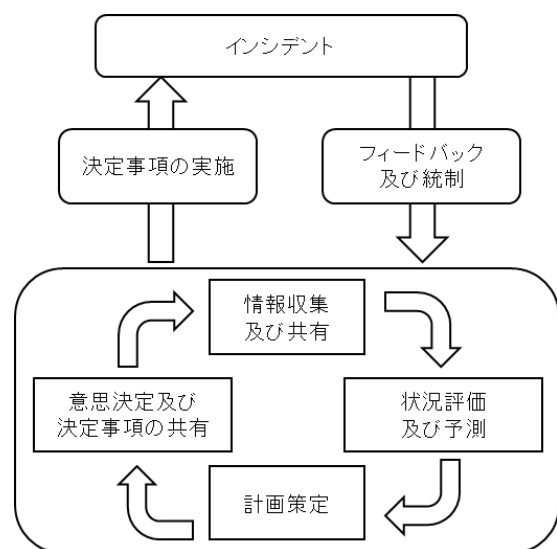 インシデント
決定事項の実施
フィードバック
及び統制
情報収集
及び共有
意思決定及び
決定事項の共有
状況評価
及び予測
計画策定